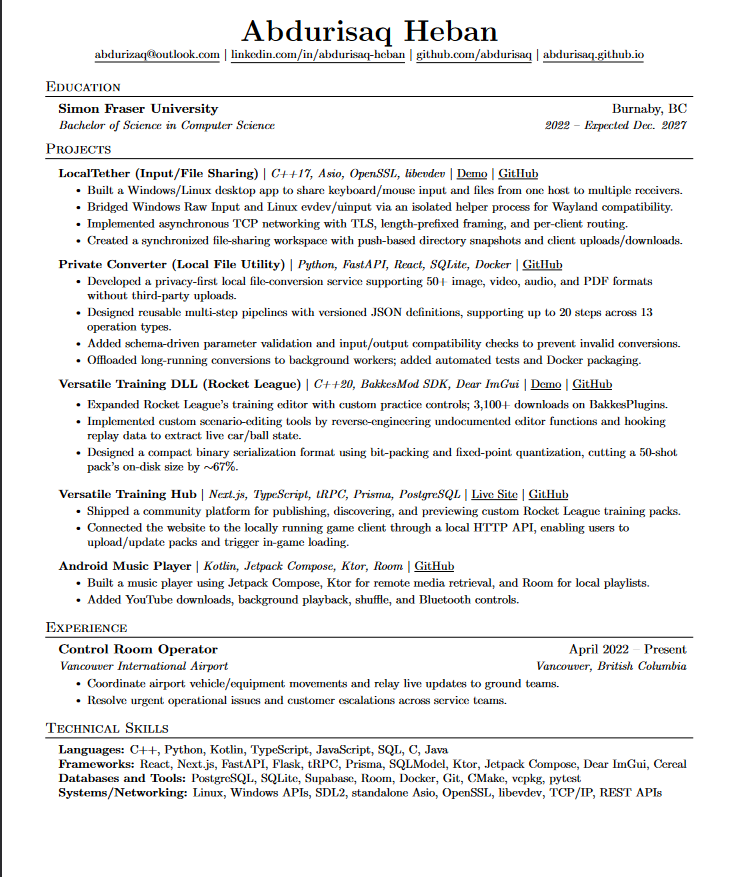 Abdurisaq Heban
abdurizaq@outlook.com | linkedin.com/in/abdurisaq-heban | github.com/abdurisaq | abdurisaq.github.io
Education
Simon Fraser University Burnaby, BC
Bachelor of Science in Computer Science 2022 – Expected Dec. 2027
Projects
LocalTether (Input/File Sharing) | C++17, Asio, OpenSSL, libevdev | Demo | GitHub
• Built a Windows/Linux desktop app to share keyboard/mouse input and files from one host to multiple receivers.
• Bridged Windows Raw Input and Linux evdev/uinput via an isolated helper process for Wayland compatibility.
• Implemented asynchronous TCP networking with TLS, length-prefixed framing, and per-client routing.
• Created a synchronized file-sharing workspace with push-based directory snapshots and client uploads/downloads.
Private Converter (Local File Utility) | Python, FastAPI, React, SQLite, Docker | GitHub
• Developed a privacy-first local file-conversion service supporting 50+ image, video, audio, and PDF formats
without third-party uploads.
• Designed reusable multi-step pipelines with versioned JSON definitions, supporting up to 20 steps across 13
operation types.
• Added schema-driven parameter validation and input/output compatibility checks to prevent invalid conversions.
• Offloaded long-running conversions to background workers; added automated tests and Docker packaging.
Versatile Training DLL (Rocket League) | C++20, BakkesMod SDK, Dear ImGui | Demo | GitHub
• Expanded Rocket League's training editor with custom practice controls; 3,100+ downloads on BakkesPlugins.
• Implemented custom scenario-editing tools by reverse-engineering undocumented editor functions and hooking
replay data to extract live car/ball state.
• Designed a compact binary serialization format using bit-packing and fixed-point quantization, cutting a 50-shot
pack's on-disk size by ~67%.
Versatile Training Hub | Next.js, TypeScript, tRPC, Prisma, PostgreSQL | Live Site | GitHub
• Shipped a community platform for publishing, discovering, and previewing custom Rocket League training packs.
• Connected the website to the locally running game client through a local HTTP API, enabling users to
upload/update packs and trigger in-game loading.
Android Music Player | Kotlin, Jetpack Compose, Ktor, Room | GitHub
• Built a music player using Jetpack Compose, Ktor for remote media retrieval, and Room for local playlists.
• Added YouTube downloads, background playback, shuffle, and Bluetooth controls.
Experience
Control Room Operator April 2022 – Present
Vancouver International Airport Vancouver, British Columbia
• Coordinate airport vehicle/equipment movements and relay live updates to ground teams.
• Resolve urgent operational issues and customer escalations across service teams.
Technical Skills
Languages: C++, Python, Kotlin, TypeScript, JavaScript, SQL, C, Java
Frameworks: React, Next.js, FastAPI, Flask, tRPC, Prisma, SQLModel, Ktor, Jetpack Compose, Dear ImGui, Cereal
Databases and Tools: PostgreSQL, SQLite, Supabase, Room, Docker, Git, CMake, vcpkg, pytest
Systems/Networking: Linux, Windows APIs, SDL2, standalone Asio, OpenSSL, libevdev, TCP/IP, REST APIs